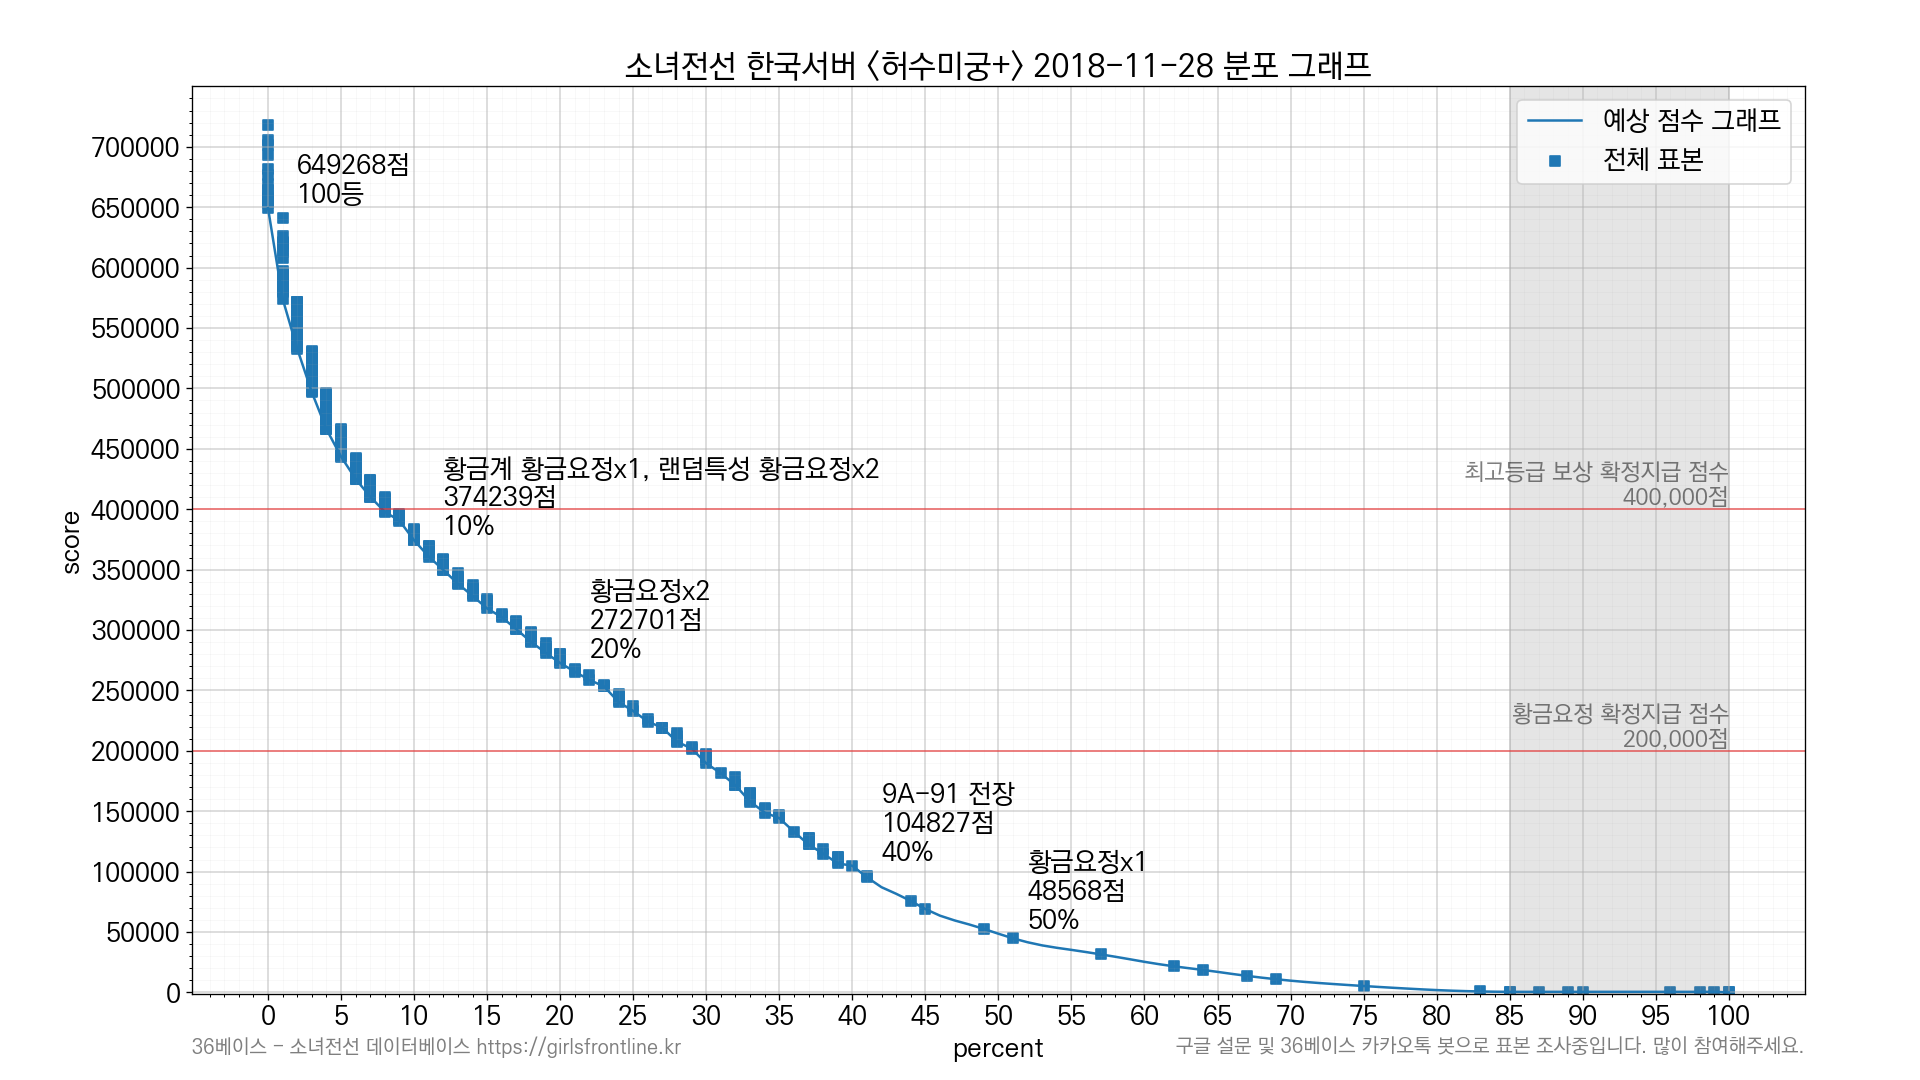 소녀전선 한국서버 <허수미궁+> 2018-11-28 분포 그래프
예상 점수 그래프
전체 표본
649268점
100등
황금계 황금요정x1, 랜덤특성 황금요정x2
374239점
10%
황금요정x2
272701점
20%
9A-91 전장
104827점
40%
황금요정x1
48568점
50%
최고등급 보상 확정지급 점수
400,000점
황금요정 확정지급 점수
200,000점
score
700000
650000
600000
550000
500000
450000
400000
350000
300000
250000
200000
150000
100000
50000
0
0 5 10 15 20 25 30 35 40 45 50 55 60 65 70 75 80 85 90 95 100
percent
36베이스 - 소녀전선 데이터베이스 https://girlsfrontline.kr
구글 설문 및 36베이스 카카오톡 봇으로 표본 조사중입니다. 많이 참여해주세요.